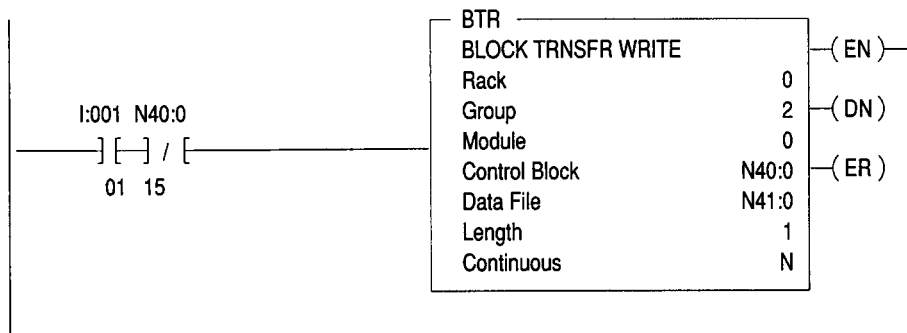 BTR
BLOCK TRNSFR WRITE
(EN)
Rack 0
I:001 N40:0
Group 2
(DN)
Module 0
] [ ] / [
Control Block N40:0
(ER)
01 15
Data File N41:0
Length 1
Continuous N